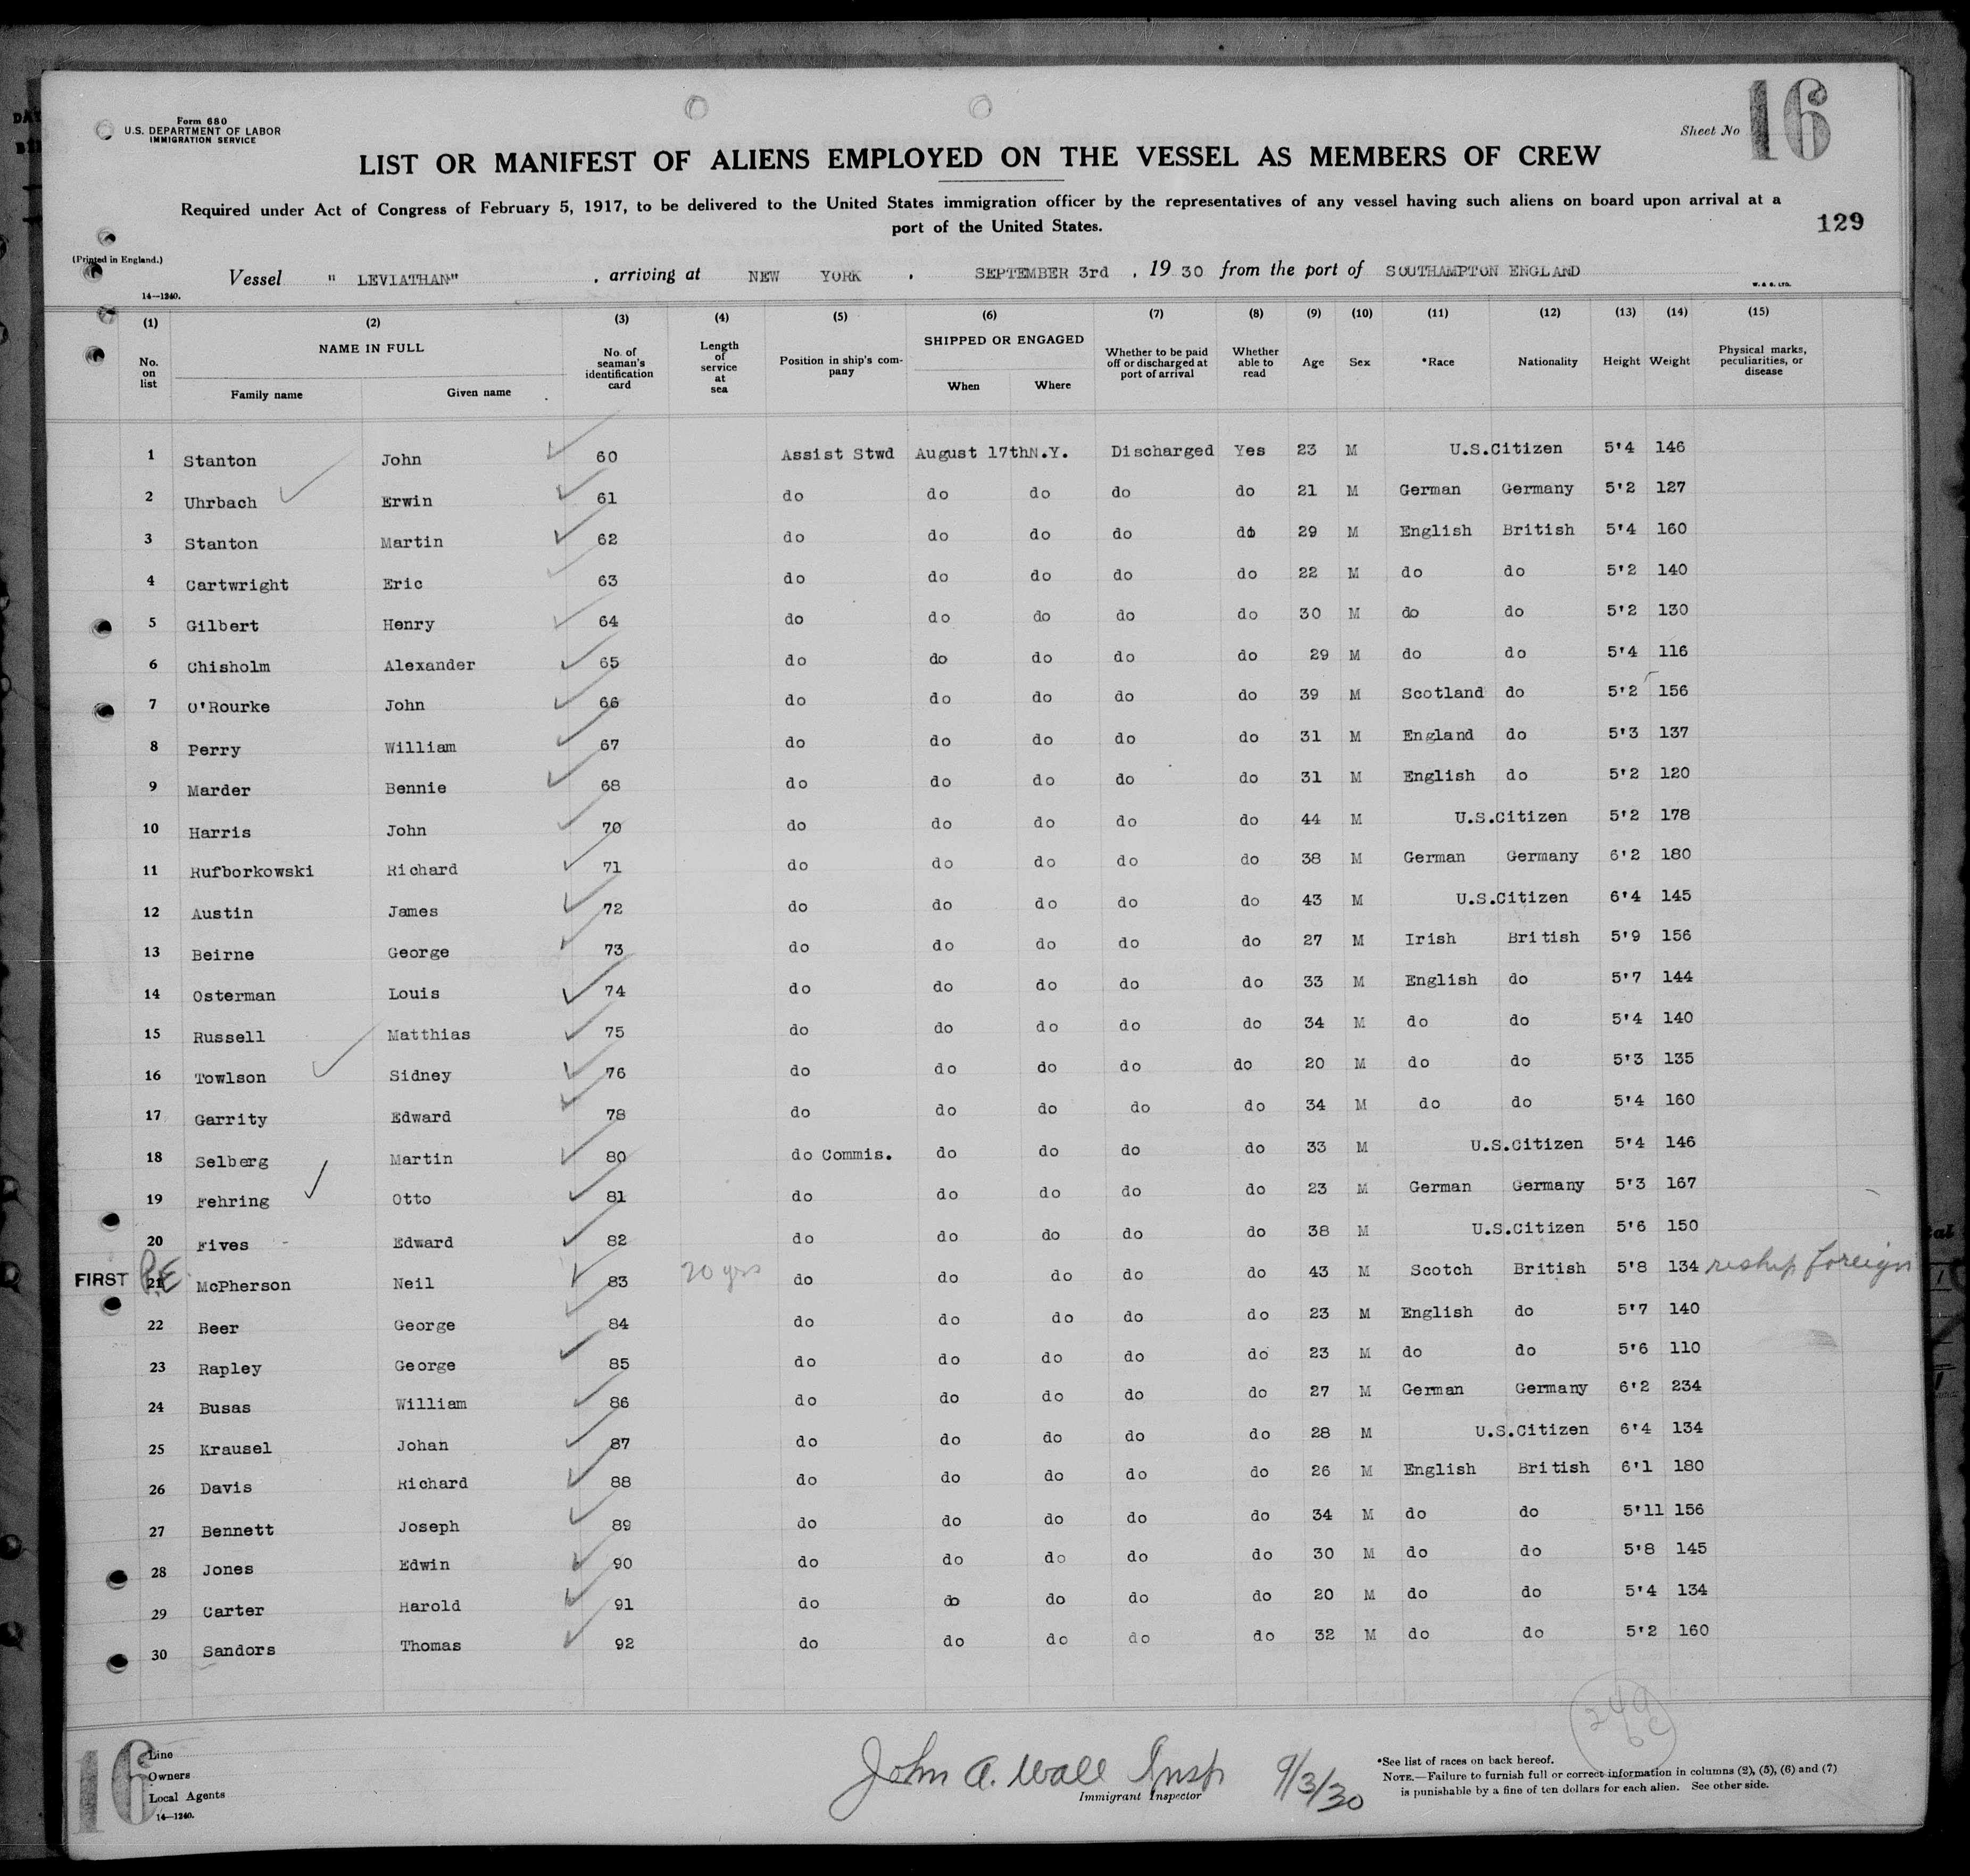 Form 680
U.S. DEPARTMENT OF LABOR
IMMIGRATION SERVICE
Sheet No 16
LIST OR MANIFEST OF ALIENS EMPLOYED ON THE VESSEL AS MEMBERS OF CREW
Required under Act of Congress of February 5, 1917, to be delivered to the United States immigration officer by the representatives of any vessel having such aliens on board upon arrival at a
port of the United States.
129
(Printed in England.)
Vessel " LEVIATHAN" , arriving at NEW YORK , SEPTEMBER 3rd , 19 30 from the port of SOUTHAMPTON ENGLAND
14—1240.
W. & S. LTD.
(1) (2) (3) (4) (5) (6) (7) (8) (9) (10) (11) (12) (13) (14) (15)
No. on list NAME IN FULL Family name Given name No. of seaman's identification card Length of service at sea Position in ship's company SHIPPED OR ENGAGED When Where Whether to be paid off or discharged at port of arrival Whether able to read Age Sex *Race Nationality Height Weight Physical marks, peculiarities, or disease
1 Stanton John 60 Assist Stwd August 17th N.Y. Discharged Yes 23 M U.S.Citizen 5'4 146
2 Uhrbach Erwin 61 do do do do do 21 M German Germany 5'2 127
3 Stanton Martin 62 do do do do do 29 M English British 5'4 160
4 Cartwright Eric 63 do do do do do 22 M do do 5'2 140
5 Gilbert Henry 64 do do do do do 30 M do do 5'2 130
6 Chisholm Alexander 65 do do do do do 29 M do do 5'4 116
7 O'Rourke John 66 do do do do do 39 M Scotland do 5'2 156
8 Perry William 67 do do do do do 31 M England do 5'3 137
9 Marder Bennie 68 do do do do do 31 M English do 5'2 120
10 Harris John 70 do do do do do 44 M U.S.Citizen 5'2 178
11 Rufborkowski Richard 71 do do do do do 38 M German Germany 6'2 180
12 Austin James 72 do do do do do 43 M U.S.Citizen 6'4 145
13 Beirne George 73 do do do do do 27 M Irish British 5'9 156
14 Osterman Louis 74 do do do do do 33 M English do 5'7 144
15 Russell Matthias 75 do do do do do 34 M do do 5'4 140
16 Towlson Sidney 76 do do do do do 20 M do do 5'3 135
17 Garrity Edward 78 do do do do do 34 M do do 5'4 160
18 Selberg Martin 80 do Commis. do do do do 33 M U.S.Citizen 5'4 146
19 Fehring Otto 81 do do do do do 23 M German Germany 5'3 167
20 Fives - Edward 82 do do do do do 38 M U.S.Citizen 5'6 150
FIRST P.E 21 McPherson Neil 83 20 yrs do do do do do 43 M Scotch British 5'8 134 reship foreign
22 Beer George 84 do do do do do 23 M English do 5'7 140
23 Rapley George 85 do do do do do 23 M do do 5'6 110
24 Busas William 86 do do do do do 27 M German Germany 6'2 234
25 Krausel Johan 87 do do do do do 28 M U.S.Citizen 6'4 134
26 Davis Richard 88 do do do do do 26 M English British 6'1 180
27 Bennett Joseph 89 do do do do do 34 M do do 5'11 156
28 Jones Edwin 90 do do do do do 30 M do do 5'8 145
29 Carter Harold 91 do do do do do 20 M do do 5'4 134
30 Sandors Thomas 92 do do do do do 32 M do do 5'2 160
16
Line
Owners
Local Agents
14—1240.
John A. Wall Insp 9/3/30
Immigrant Inspector
*See list of races on back hereof.
NOTE.—Failure to furnish full or correct information in columns (2), (5), (6) and (7)
is punishable by a fine of ten dollars for each alien. See other side.